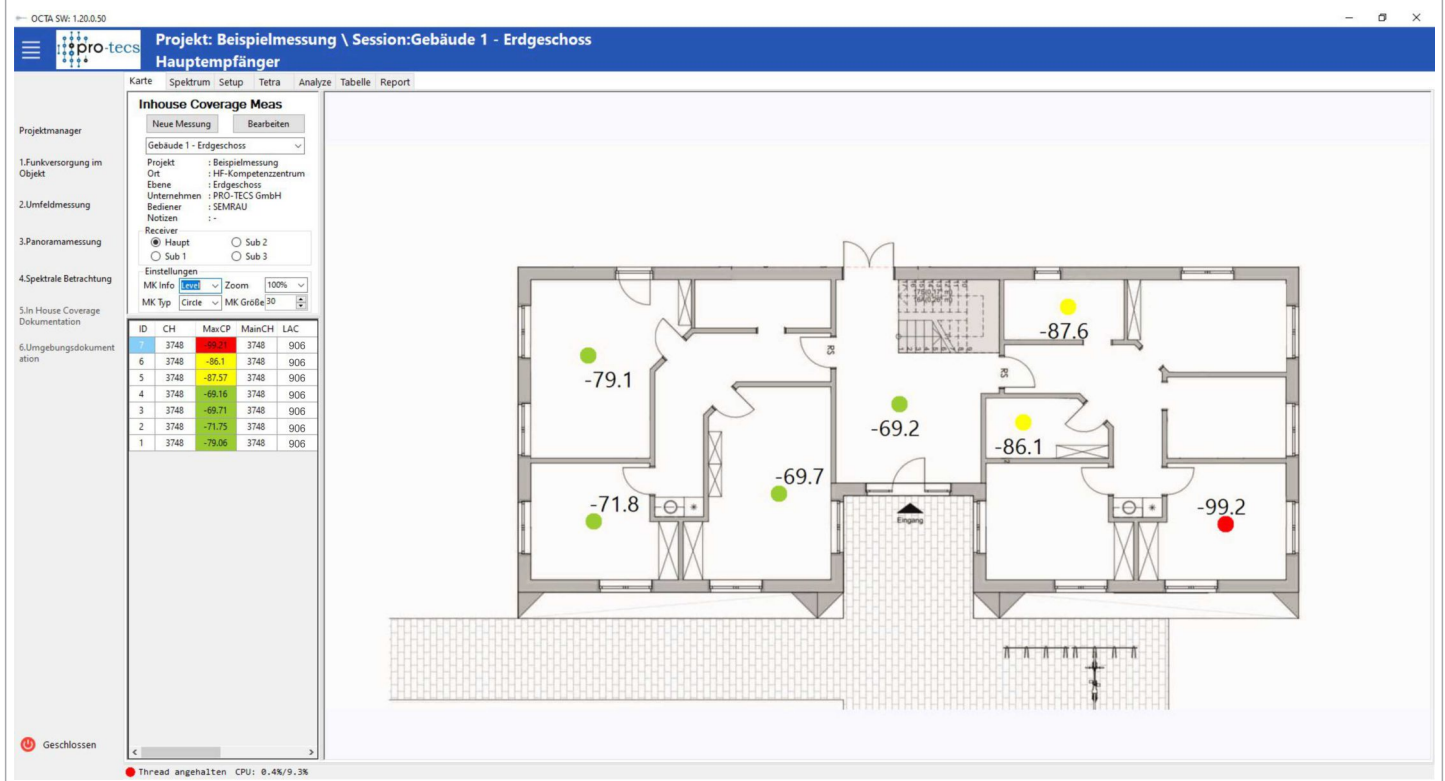 OCTA SW: 1.20.0.50
pro-tecs
Projekt: Beispielmessung \ Session:Gebäude 1 - Erdgeschoss
Hauptempfänger
Karte Spektrum Setup Tetra Analyze Tabelle Report
Projektmanager
1.Funkversorgung im
Objekt
2.Umfeldmessung
3.Panoramamessung
4.Spektrale Betrachtung
5.In House Coverage
Dokumentation
6.Umgebungsdokument
ation
Geschlossen
Inhouse Coverage Meas
Neue Messung Bearbeiten
Gebäude 1 - Erdgeschoss
Projekt : Beispielmessung
Ort : HF-Kompetenzzentrum
Ebene : Erdgeschoss
Unternehmen : PRO-TECS GmbH
Bediener : SEMRAU
Notizen : -
Receiver
Haupt Sub 2
Sub 1 Sub 3
Einstellungen
MK Info Level Zoom 100%
MK Typ Circle MK Größe 30
ID CH MaxCP MainCH LAC
7 3748 -99.21 3748 906
6 3748 -86.1 3748 906
5 3748 -87.57 3748 906
4 3748 -69.16 3748 906
3 3748 -69.71 3748 906
2 3748 -71.75 3748 906
1 3748 -79.06 3748 906
-87.6
RS
RS
-79.1
-69.2
-86.1
-69.7
-71.8
-99.2
Eingang
Thread angehalten CPU: 0.4%/9.3%